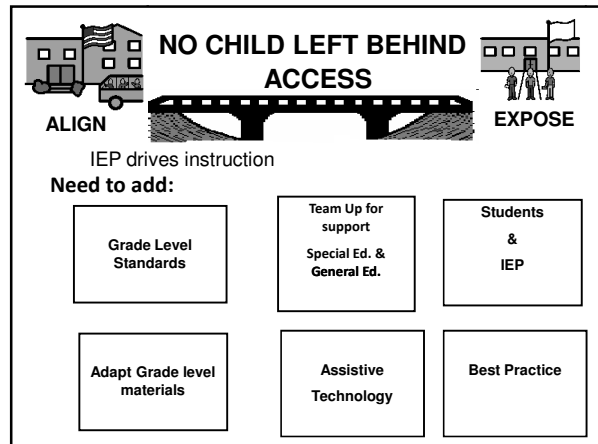 NO CHILD LEFT BEHIND
ACCESS
ALIGN
EXPOSE
IEP drives instruction
Need to add:
Grade Level
Standards
Team Up for
support
Special Ed. &
General Ed.
Students
&
IEP
Adapt Grade level
materials
Assistive
Technology
Best Practice